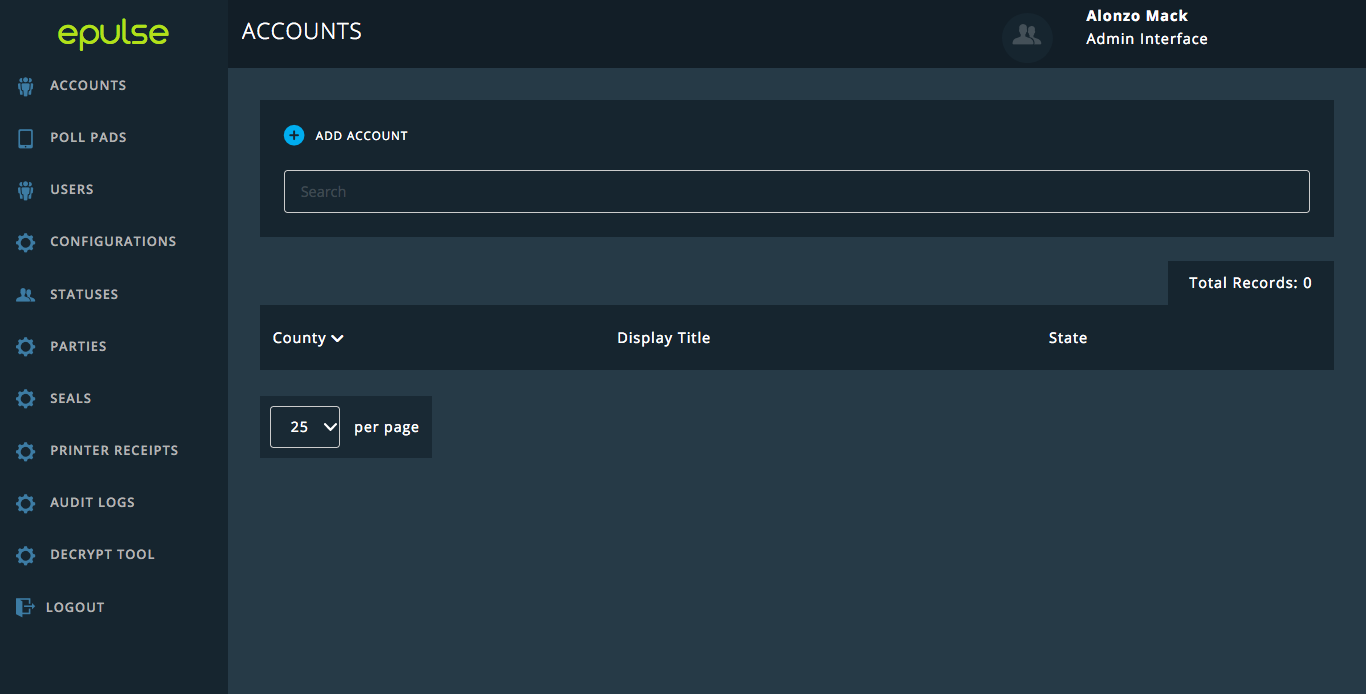 epulse
ACCOUNTS
POLL PADS
USERS
CONFIGURATIONS
STATUSES
PARTIES
SEALS
PRINTER RECEIPTS
AUDIT LOGS
DECRYPT TOOL
LOGOUT
ACCOUNTS
Alonzo Mack
Admin Interface
ADD ACCOUNT
Search
Total Records: 0
County Display Title State
25 per page